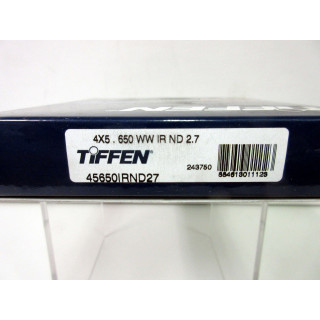 4X5 . 650 WW IR ND 2.7
TiFFEN
243750
45650IRND27